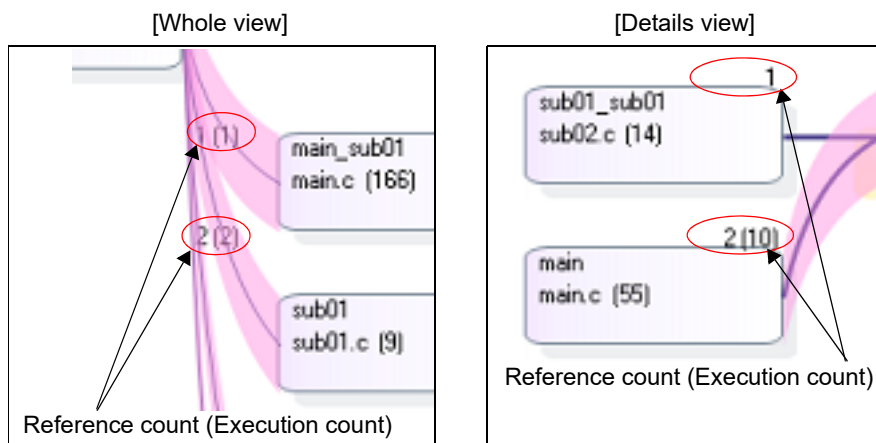 [Whole view]
1 (1)
main_sub01
main.c (166)
2 (2)
sub01
sub01.c (9)
Reference count (Execution count)
[Details view]
1
sub01_sub01
sub02.c (14)
2 (10)
main
main.c (55)
Reference count (Execution count)